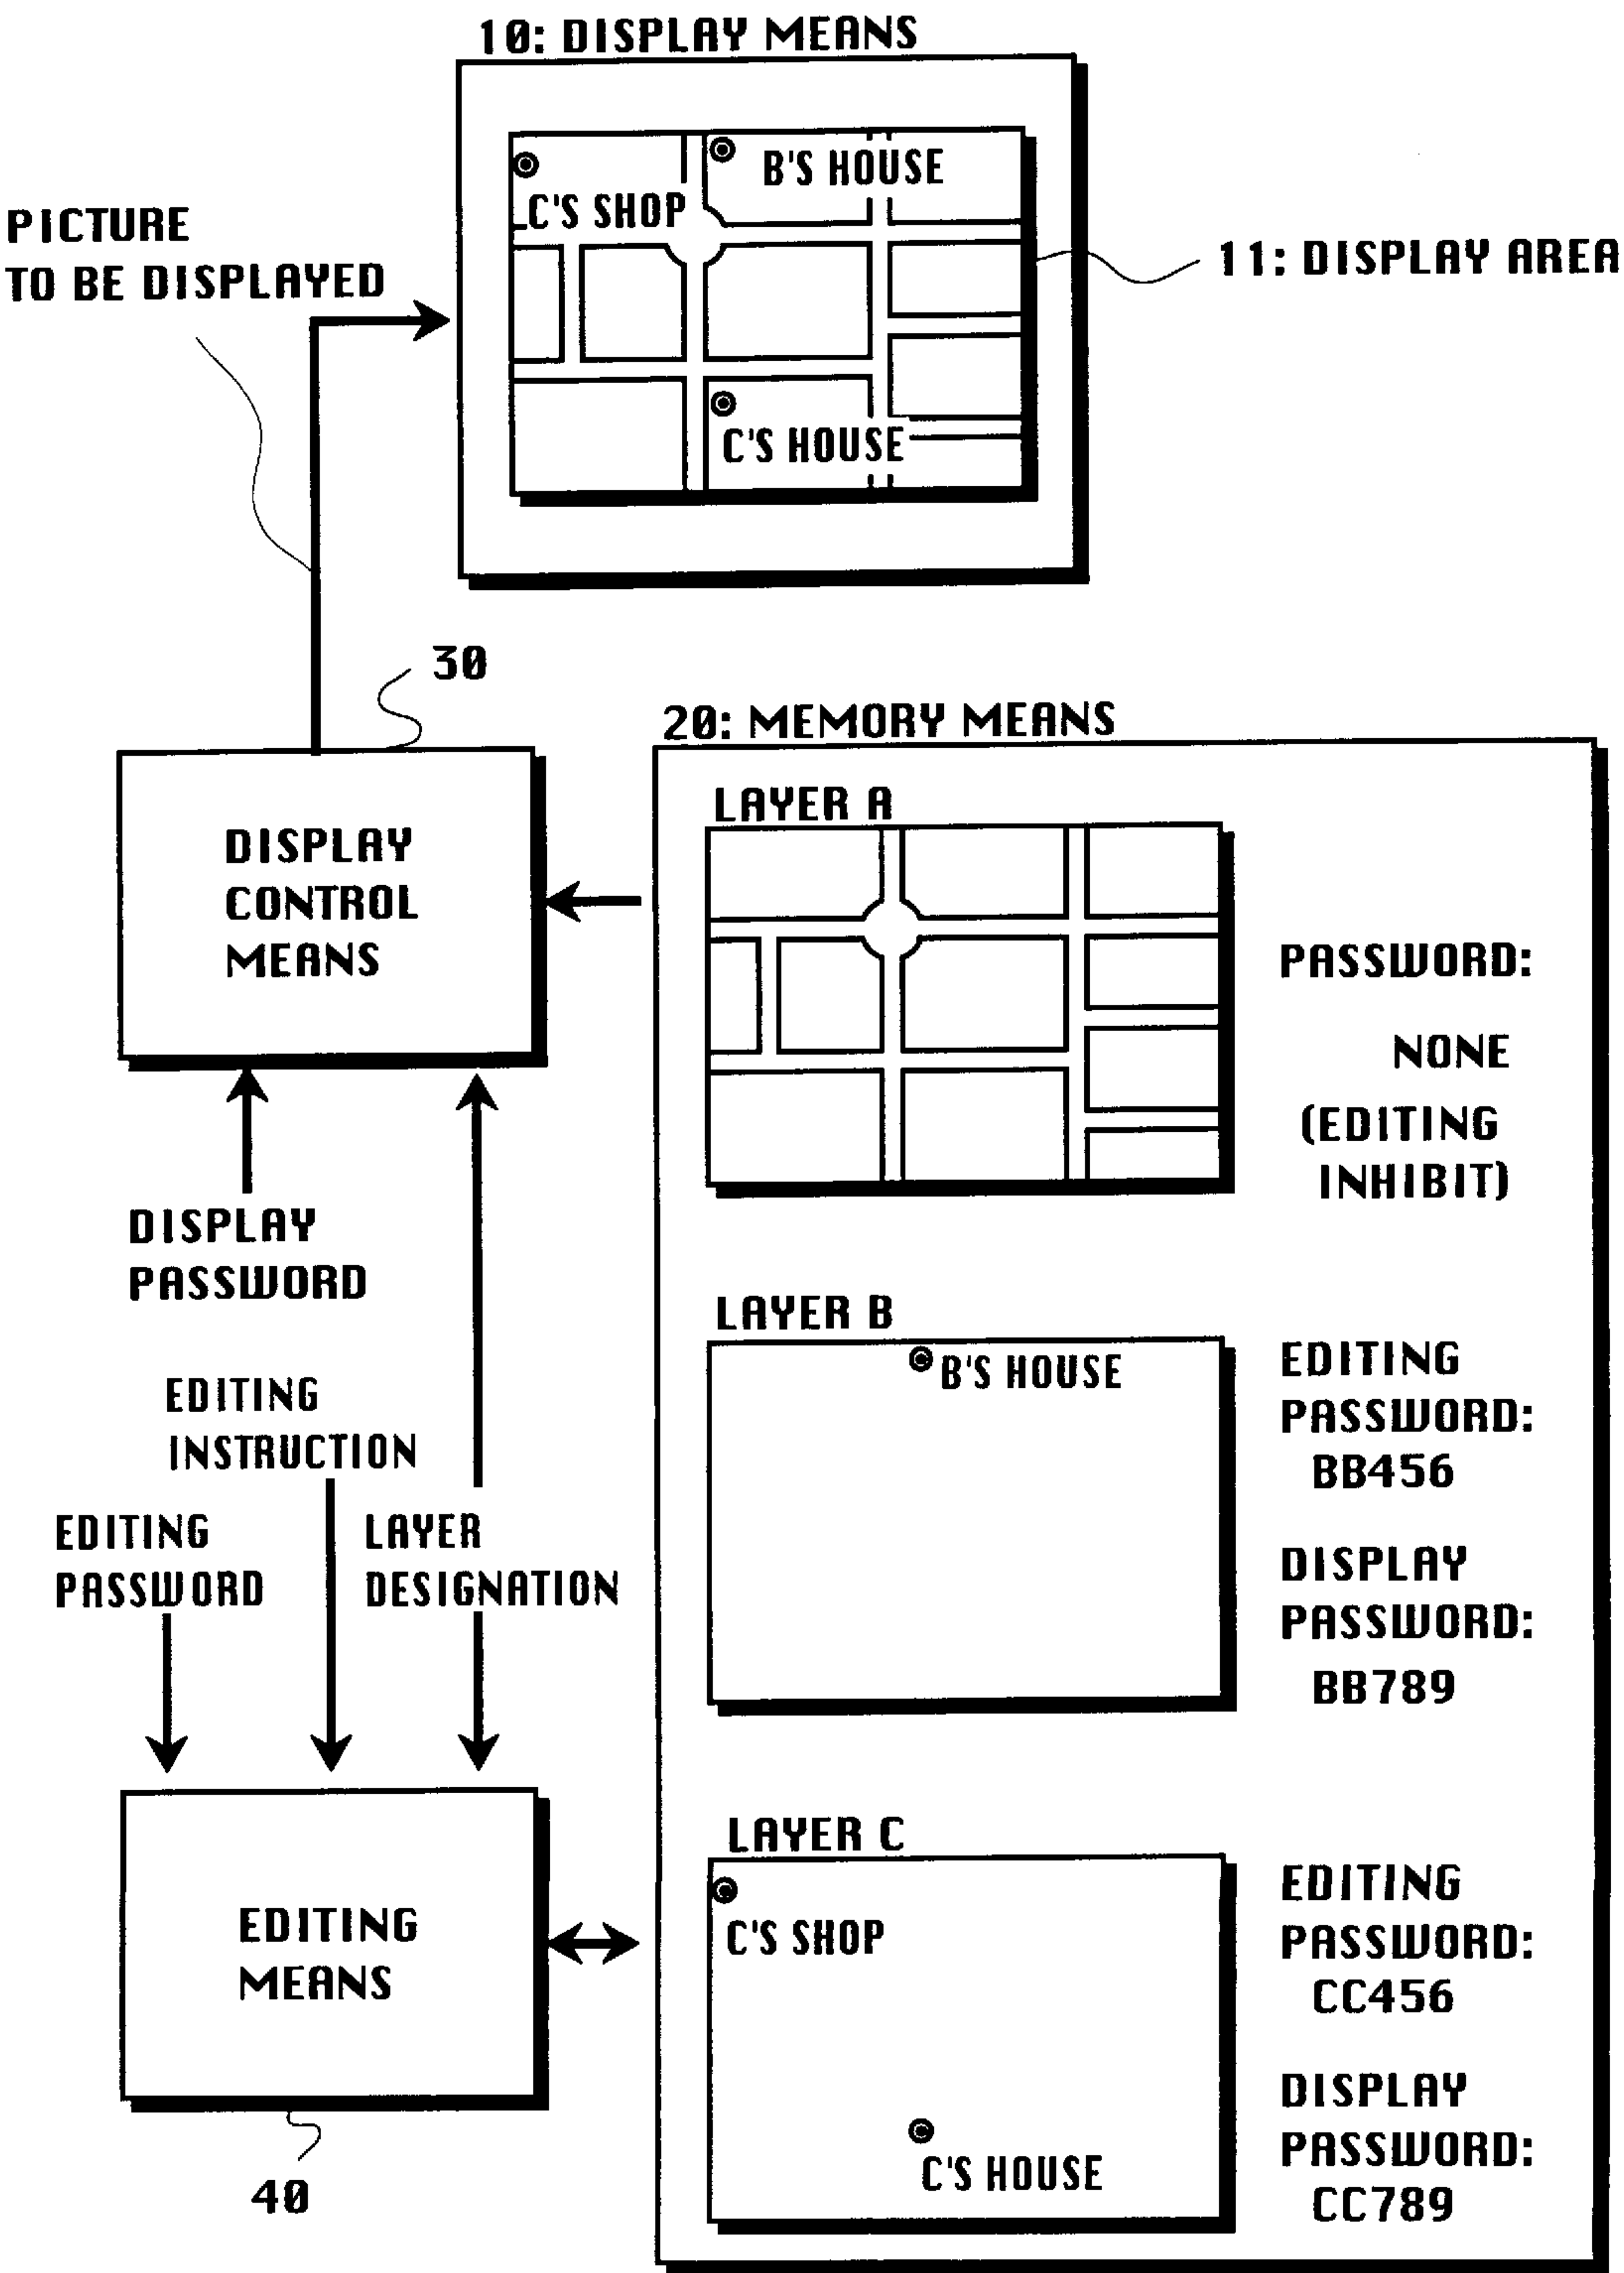 10: DISPLAY MEANS
B'S HOUSE
C'S SHOP
PICTURE
TO BE DISPLAYED
11: DISPLAY AREA
C'S HOUSE
30
20: MEMORY MEANS
LAYER A
DISPLAY
CONTROL
MEANS
PASSWORD:
NONE
(EDITING
INHIBIT)
DISPLAY
PASSWORD
LAYER B
B'S HOUSE
EDITING
PASSWORD:
BB456
DISPLAY
PASSWORD:
BB789
EDITING
INSTRUCTION
EDITING
PASSWORD
LAYER
DESIGNATION
LAYER C
C'S SHOP
C'S HOUSE
EDITING
PASSWORD:
CC456
DISPLAY
PASSWORD:
CC789
EDITING
MEANS
40